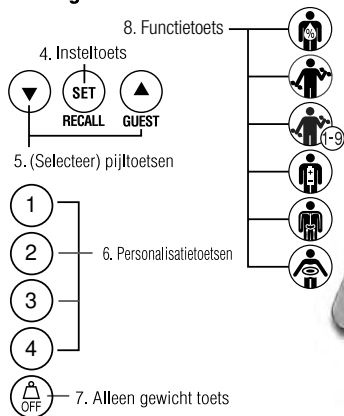 8. Functietoets
%
4. Insteltoets
▼ SET ▲
RECALL GUEST
1-9
5. (Selecteer) pijltoetsen
+
−
1
2
6. Personalisatietoetsen
3
4
OFF
7. Alleen gewicht toets